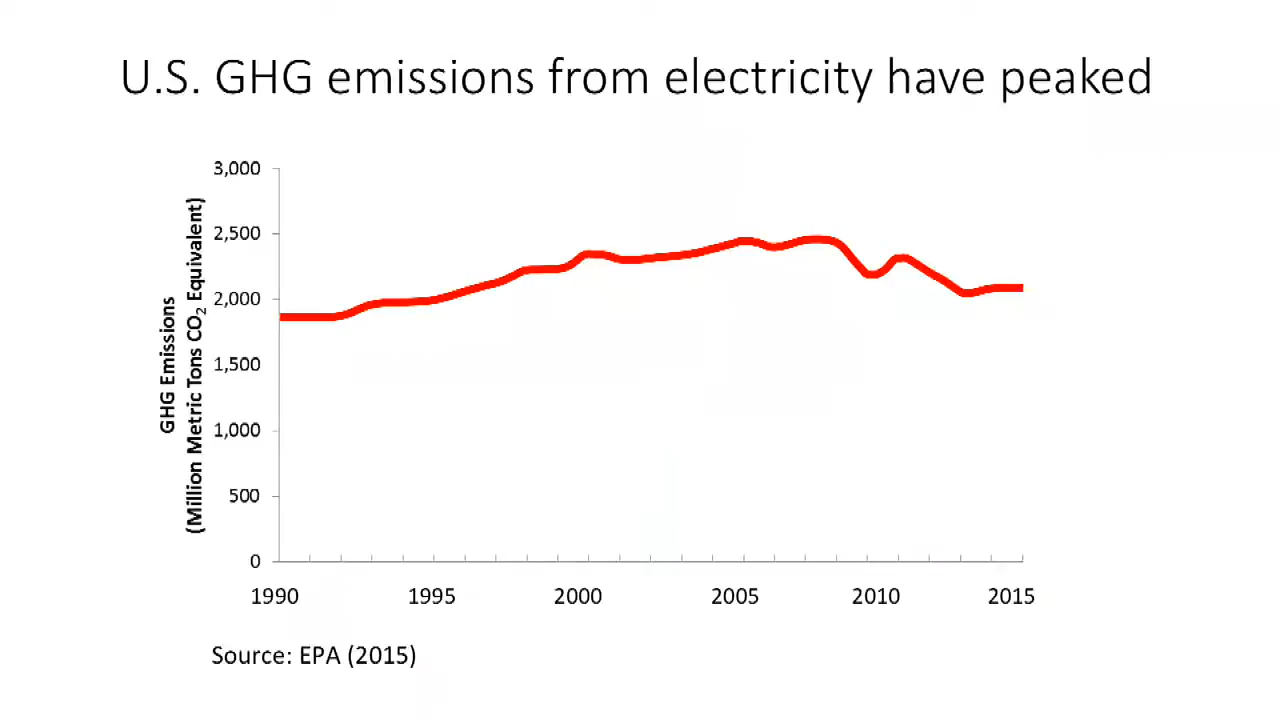 U.S. GHG emissions from electricity have peaked
GHG Emissions
(Million Metric Tons CO₂ Equivalent)
3,000
2,500
2,000
1,500
1,000
500
0
1990 1995 2000 2005 2010 2015
Source: EPA (2015)